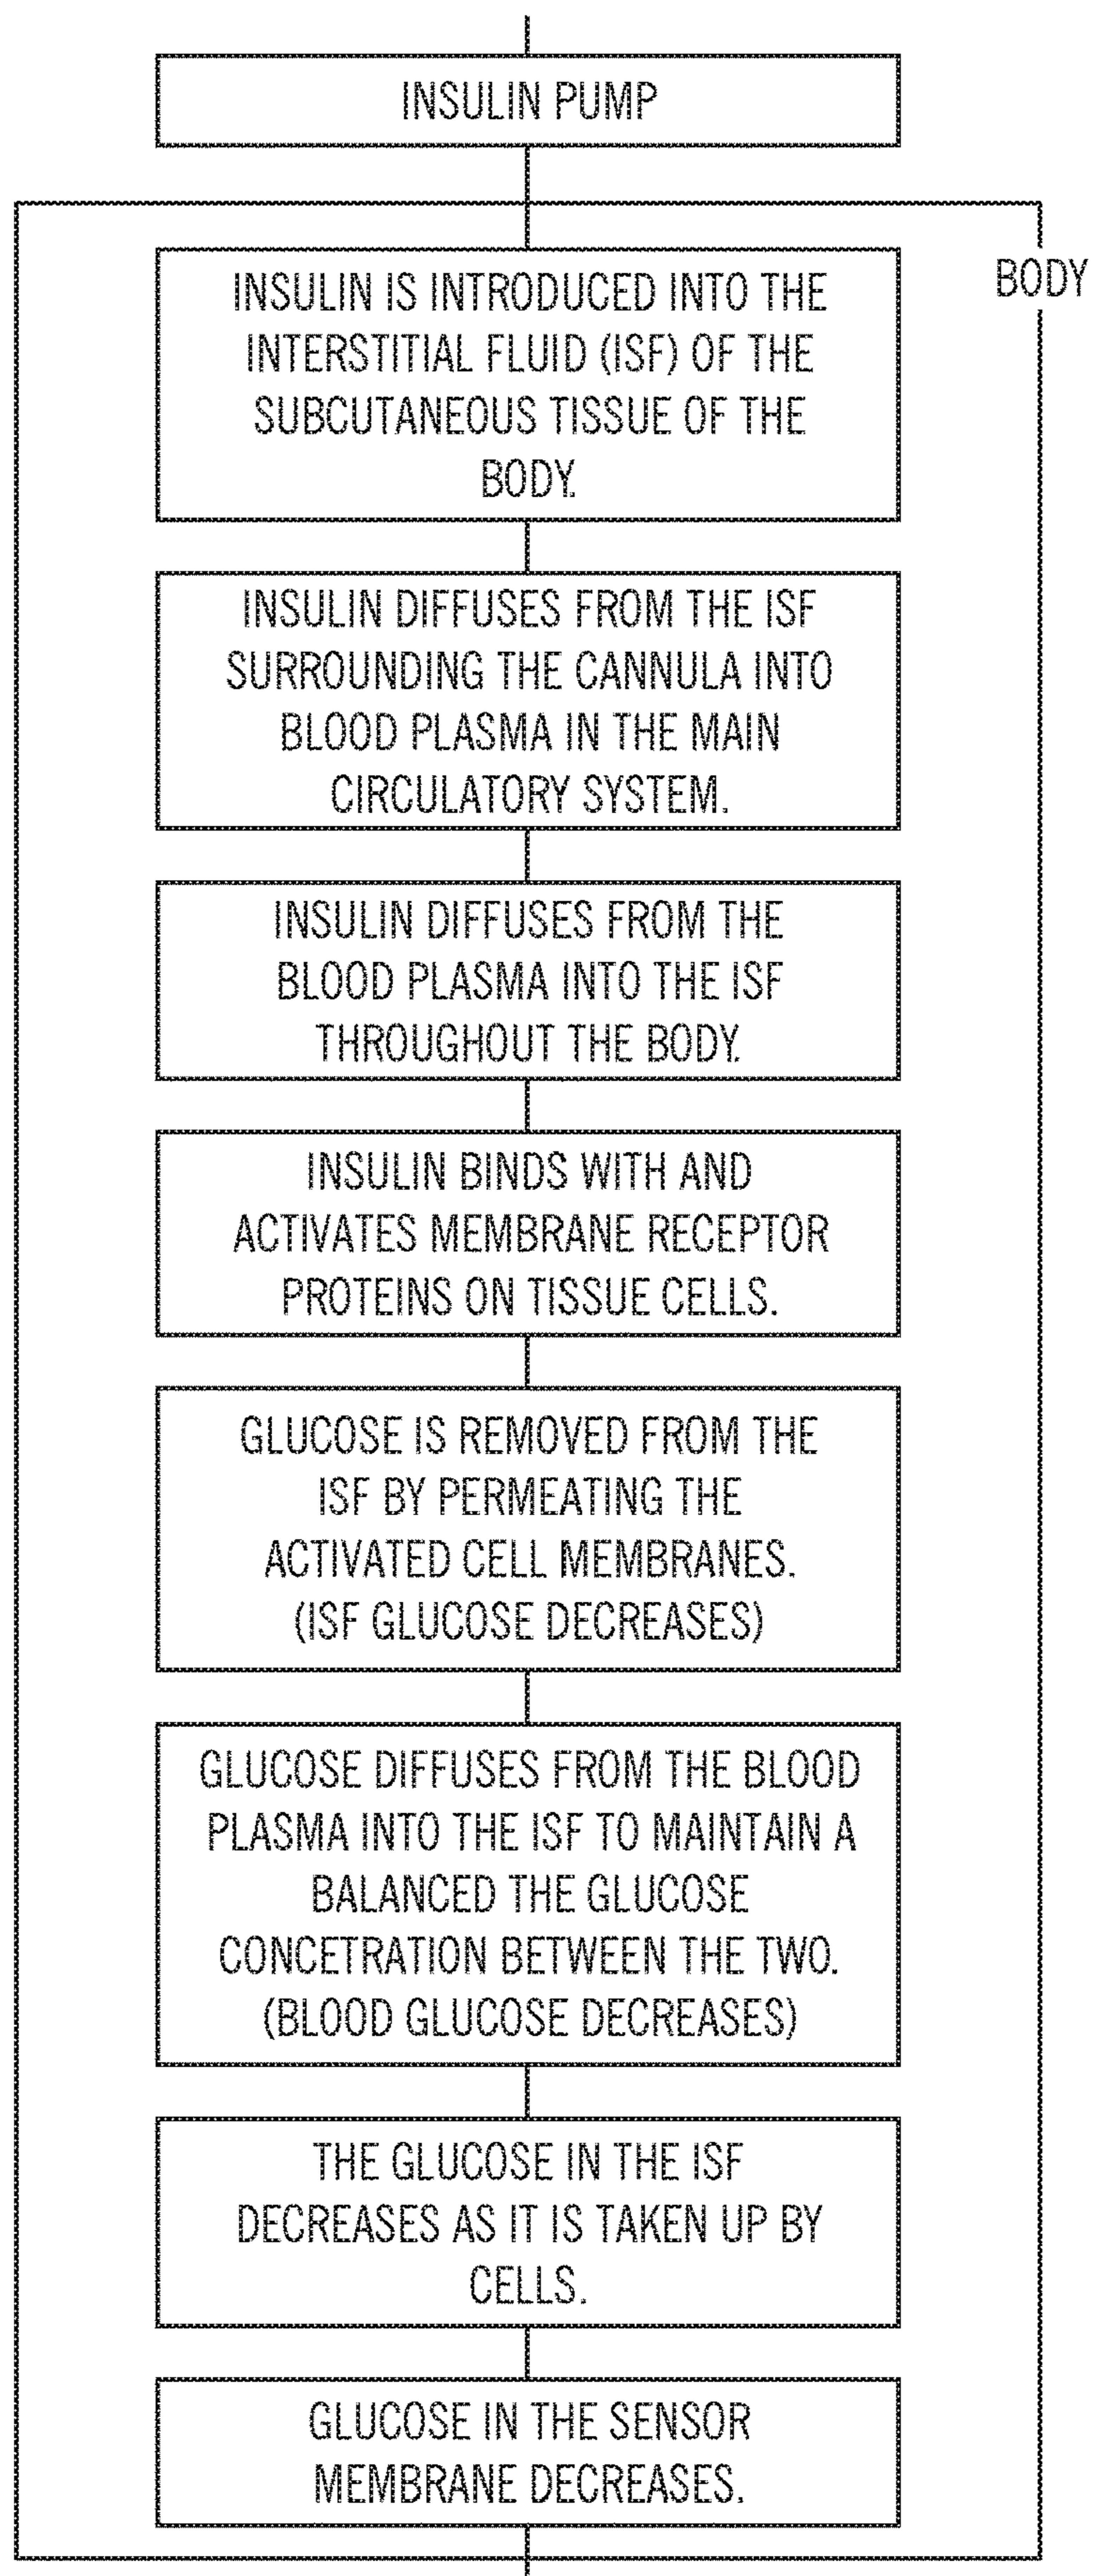 INSULIN PUMP
BODY
INSULIN IS INTRODUCED INTO THE
INTERSTITIAL FLUID (ISF) OF THE
SUBCUTANEOUS TISSUE OF THE
BODY.
INSULIN DIFFUSES FROM THE ISF
SURROUNDING THE CANNULA INTO
BLOOD PLASMA IN THE MAIN
CIRCULATORY SYSTEM.
INSULIN DIFFUSES FROM THE
BLOOD PLASMA INTO THE ISF
THROUGHOUT THE BODY.
INSULIN BINDS WITH AND
ACTIVATES MEMBRANE RECEPTOR
PROTEINS ON TISSUE CELLS.
GLUCOSE IS REMOVED FROM THE
ISF BY PERMEATING THE
ACTIVATED CELL MEMBRANES.
(ISF GLUCOSE DECREASES)
GLUCOSE DIFFUSES FROM THE BLOOD
PLASMA INTO THE ISF TO MAINTAIN A
BALANCED THE GLUCOSE
CONCETRATION BETWEEN THE TWO.
(BLOOD GLUCOSE DECREASES)
THE GLUCOSE IN THE ISF
DECREASES AS IT IS TAKEN UP BY
CELLS.
GLUCOSE IN THE SENSOR
MEMBRANE DECREASES.